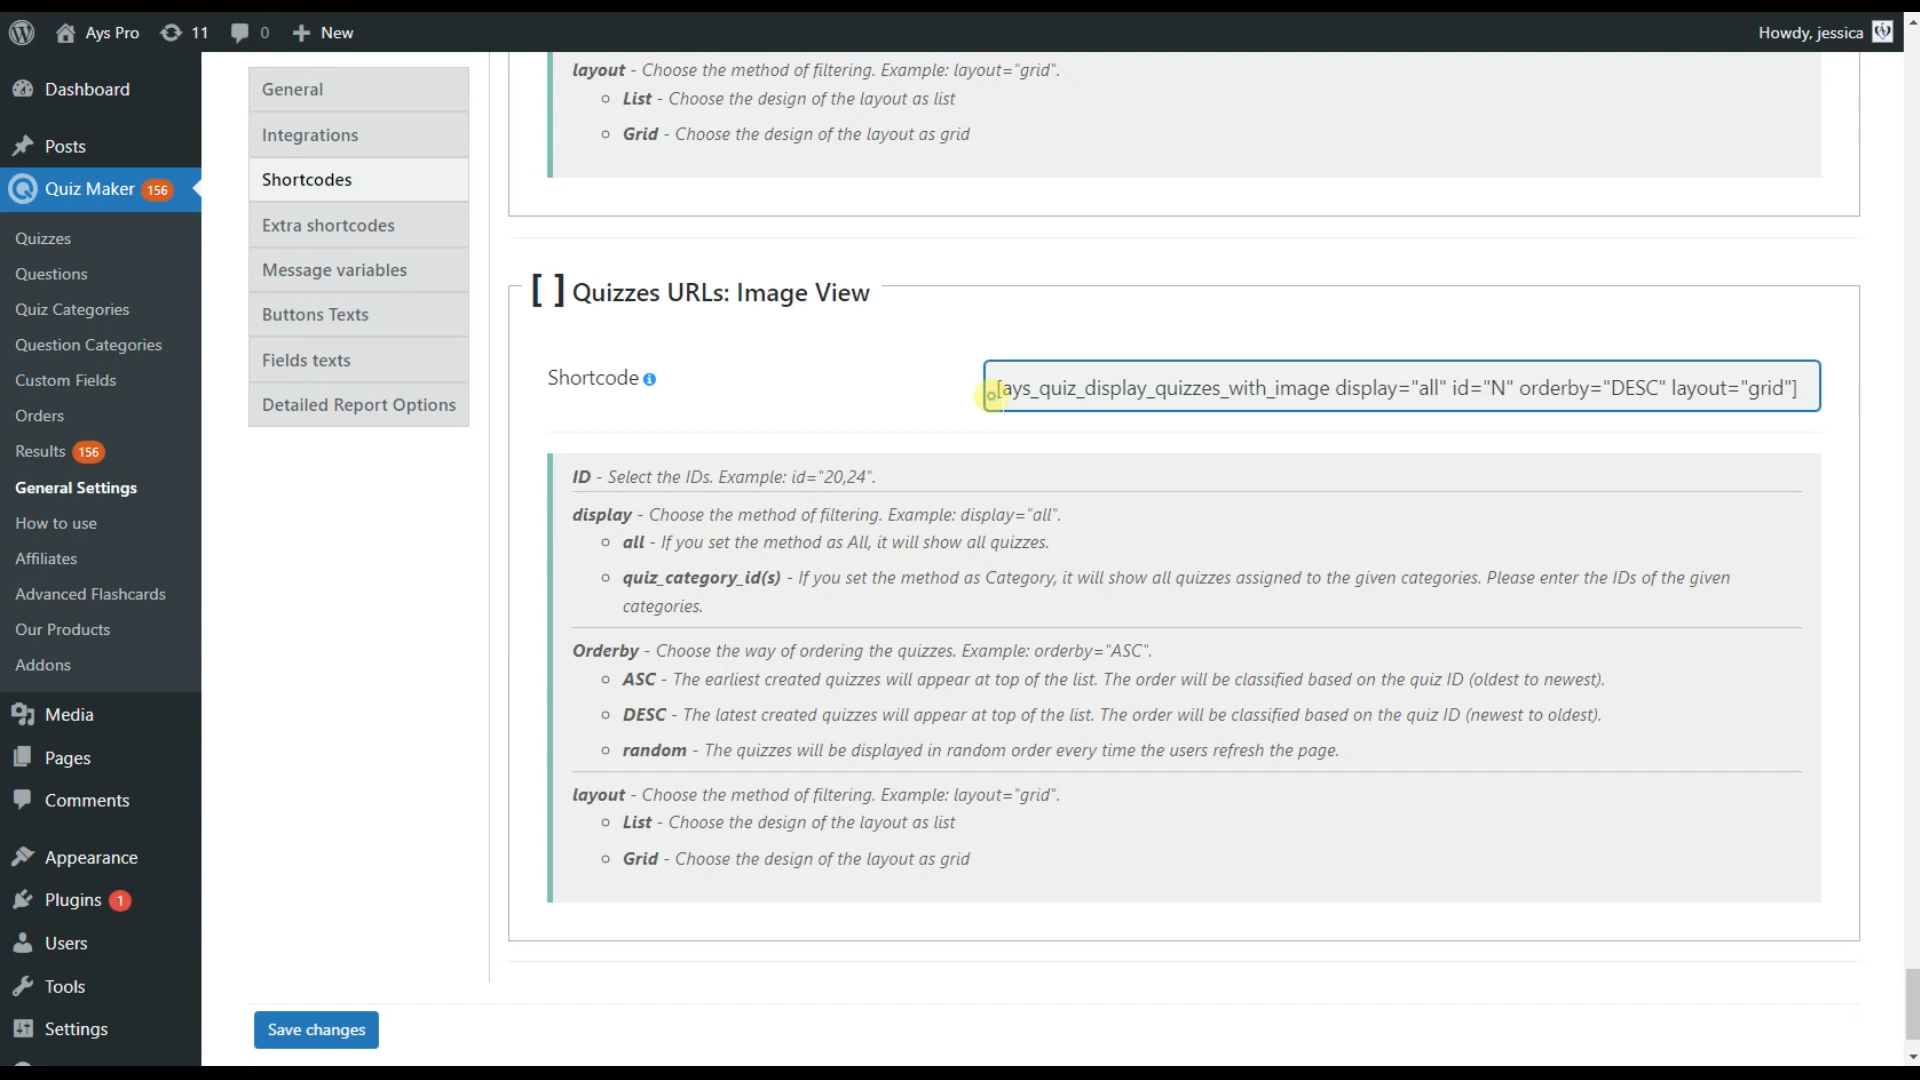 Ays Pro 11 0 New Howdy, jessica
Dashboard
Posts
Quiz Maker 156
Quizzes
Questions
Quiz Categories
Question Categories
Custom Fields
Orders
Results 156
General Settings
How to use
Affiliates
Advanced Flashcards
Our Products
Addons
Media
Pages
Comments
Appearance
Plugins 1
Users
Tools
Settings
General
Integrations
Shortcodes
Extra shortcodes
Message variables
Buttons Texts
Fields texts
Detailed Report Options
layout - Choose the method of filtering. Example: layout="grid".
List - Choose the design of the layout as list
Grid - Choose the design of the layout as grid
[ ] Quizzes URLs: Image View
Shortcode
[ays_quiz_display_quizzes_with_image display="all" id="N" orderby="DESC" layout="grid"]
ID - Select the IDs. Example: id="20,24".
display - Choose the method of filtering. Example: display="all".
all - If you set the method as All, it will show all quizzes.
quiz_category_id(s) - If you set the method as Category, it will show all quizzes assigned to the given categories. Please enter the IDs of the given
categories.
Orderby - Choose the way of ordering the quizzes. Example: orderby="ASC".
ASC - The earliest created quizzes will appear at top of the list. The order will be classified based on the quiz ID (oldest to newest).
DESC - The latest created quizzes will appear at top of the list. The order will be classified based on the quiz ID (newest to oldest).
random - The quizzes will be displayed in random order every time the users refresh the page.
layout - Choose the method of filtering. Example: layout="grid".
List - Choose the design of the layout as list
Grid - Choose the design of the layout as grid
Save changes